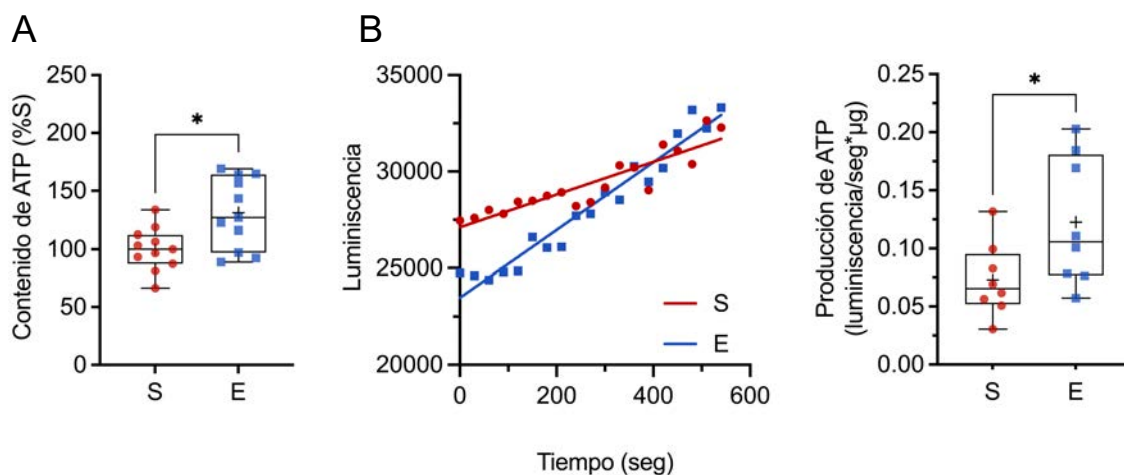 A
B
Contenido de ATP (%S)
250
200
150
100
50
0
*
S
E
Luminiscencia
35000
30000
25000
20000
S
E
0
200
400
600
Tiempo (seg)
Producción de ATP
(luminiscencia/seg*µg)
0.25
0.20
0.15
0.10
0.05
0.00
*
S
E